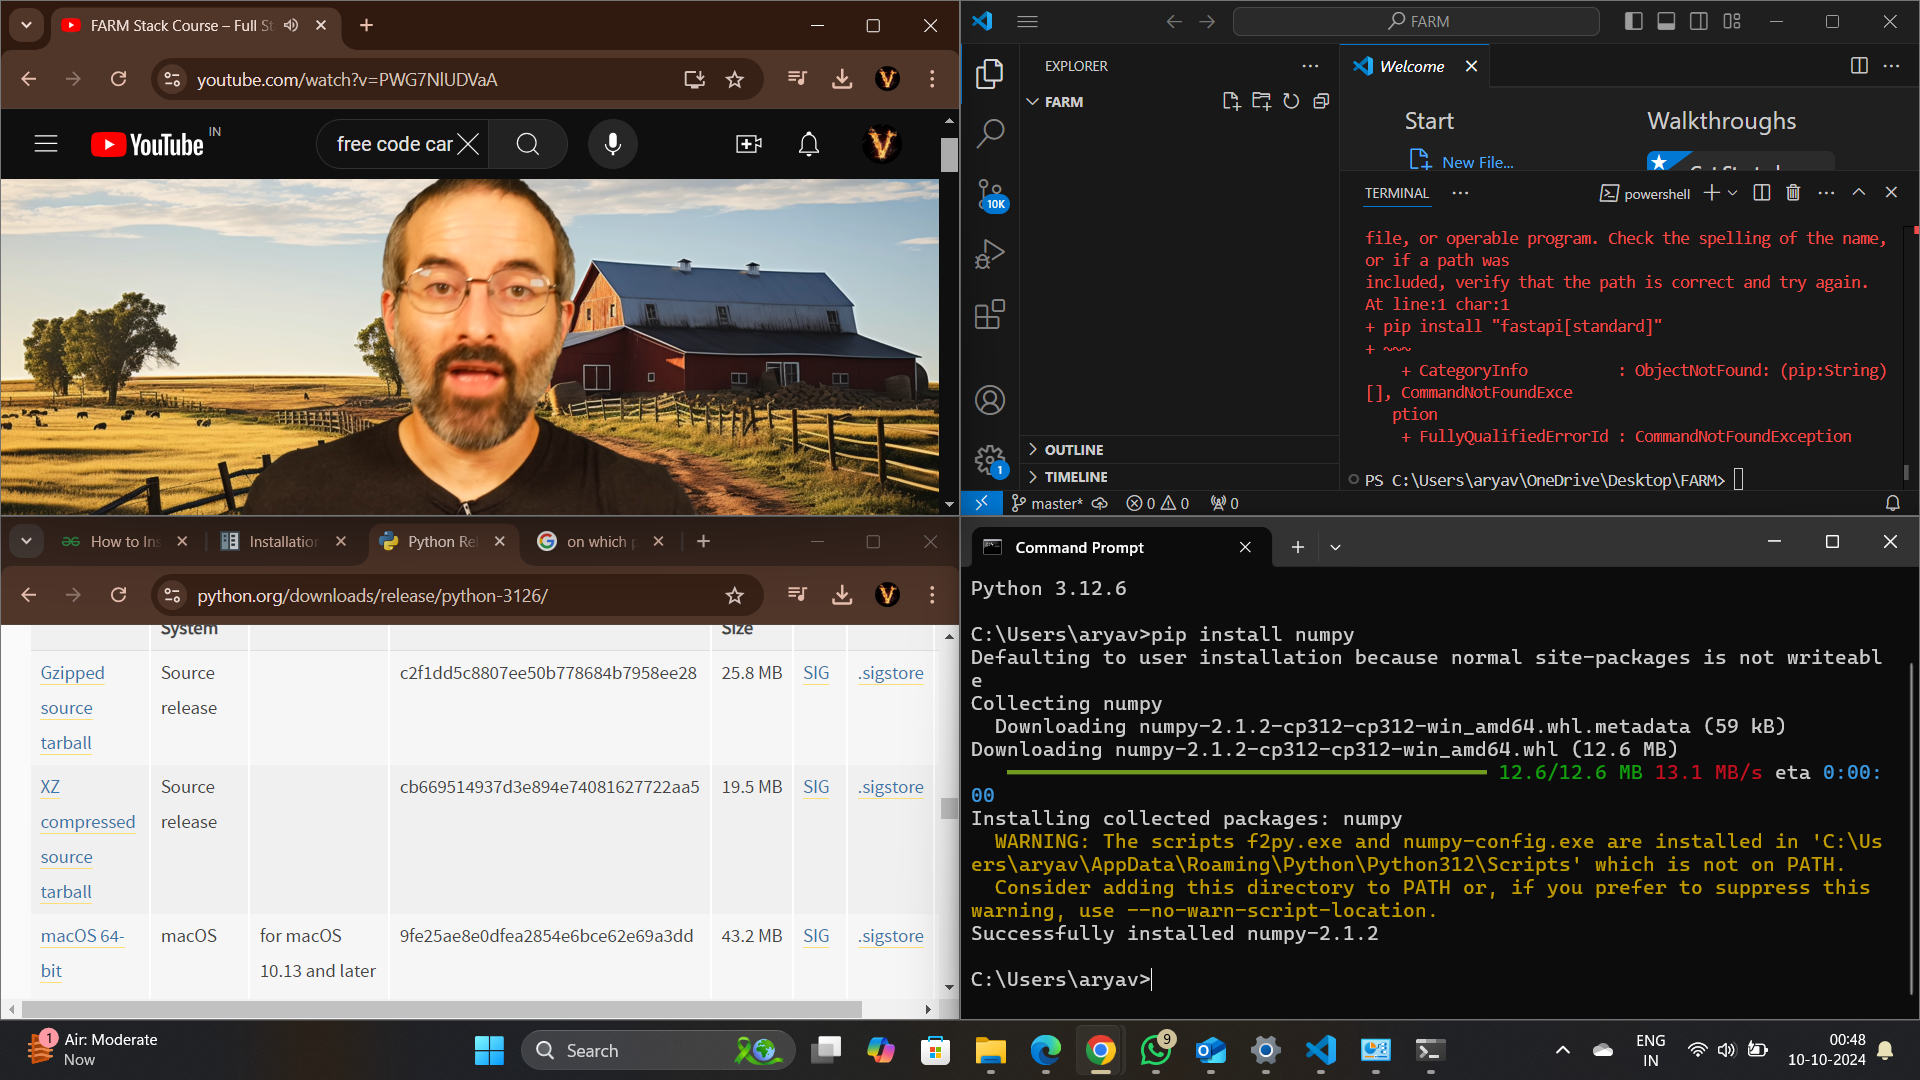 FARM Stack Course – Full St
youtube.com/watch?v=PWG7NlUDVaA
YouTube IN
free code car
FARM
EXPLORER
FARM
OUTLINE
TIMELINE
10K
1
Welcome
Start
New File...
Walkthroughs
TERMINAL
powershell
file, or operable program. Check the spelling of the name,
or if a path was
included, verify that the path is correct and try again.
At line:1 char:1
+ pip install "fastapi[standard]"
+ ~~~
+ CategoryInfo : ObjectNotFound: (pip:String)
[], CommandNotFoundExce
ption
+ FullyQualifiedErrorId : CommandNotFoundException
PS C:\Users\aryav\OneDrive\Desktop\FARM>
master* 0 0 0
How to Ins
Installation
Python Rel
on which p
python.org/downloads/release/python-3126/
System Size
Gzipped source tarball Source release c2f1dd5c8807ee50b778684b7958ee28 25.8 MB SIG .sigstore
XZ compressed source tarball Source release cb669514937d3e894e74081627722aa5 19.5 MB SIG .sigstore
macOS 64-bit macOS for macOS 10.13 and later 9fe25ae8e0dfea2854e6bce62e69a3dd 43.2 MB SIG .sigstore
Command Prompt
Python 3.12.6
C:\Users\aryav>pip install numpy
Defaulting to user installation because normal site-packages is not writeabl
e
Collecting numpy
Downloading numpy-2.1.2-cp312-cp312-win_amd64.whl.metadata (59 kB)
Downloading numpy-2.1.2-cp312-cp312-win_amd64.whl (12.6 MB)
12.6/12.6 MB 13.1 MB/s eta 0:00:
00
Installing collected packages: numpy
WARNING: The scripts f2py.exe and numpy-config.exe are installed in 'C:\Us
ers\aryav\AppData\Roaming\Python\Python312\Scripts' which is not on PATH.
Consider adding this directory to PATH or, if you prefer to suppress this
warning, use --no-warn-script-location.
Successfully installed numpy-2.1.2
C:\Users\aryav>
1
Air: Moderate
Now
Search
9
ENG
IN
00:48
10-10-2024